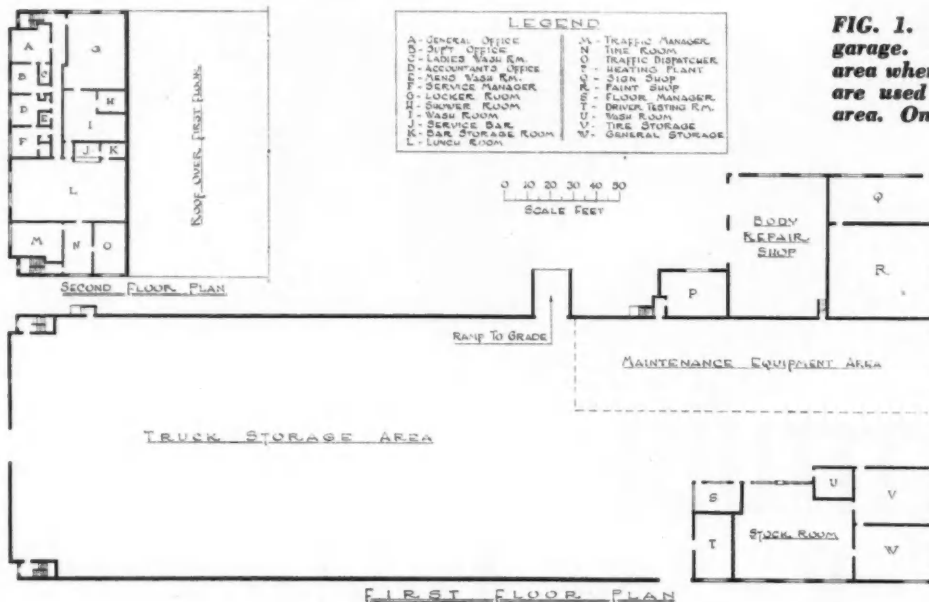 LEGEND
A - GENERAL OFFICE
B - SUP'T OFFICE
C - LADIES WASH RM.
D - ACCOUNTANTS OFFICE
E - MENS WASH RM.
F - SERVICE MANAGER
G - LOCKER ROOM
H - SHOWER ROOM
I - WASH ROOM
J - SERVICE BAR
K - BAR STORAGE ROOM
L - LUNCH ROOM
M - TRAFFIC MANAGER
N - TIME ROOM
O - TRAFFIC DISPATCHER
P - HEATING PLANT
Q - SIGN SHOP
R - PAINT SHOP
S - FLOOR MANAGER
T - DRIVER TESTING RM.
U - WASH ROOM
V - TIRE STORAGE
W - GENERAL STORAGE
FIG. 1.
garage.
area wher
are used
area. On
A
B
C
D
E
F
G
H
I
J
K
L
M
N
O
ROOF OVER FIRST FLOOR
SECOND FLOOR PLAN
0 10 20 30 40 50
SCALE FEET
BODY
REPAIR
SHOP
Q
R
P
RAMP TO GRADE
MAINTENANCE EQUIPMENT AREA
TRUCK STORAGE AREA
S
T
U
V
W
STOCK ROOM
FIRST FLOOR PLAN